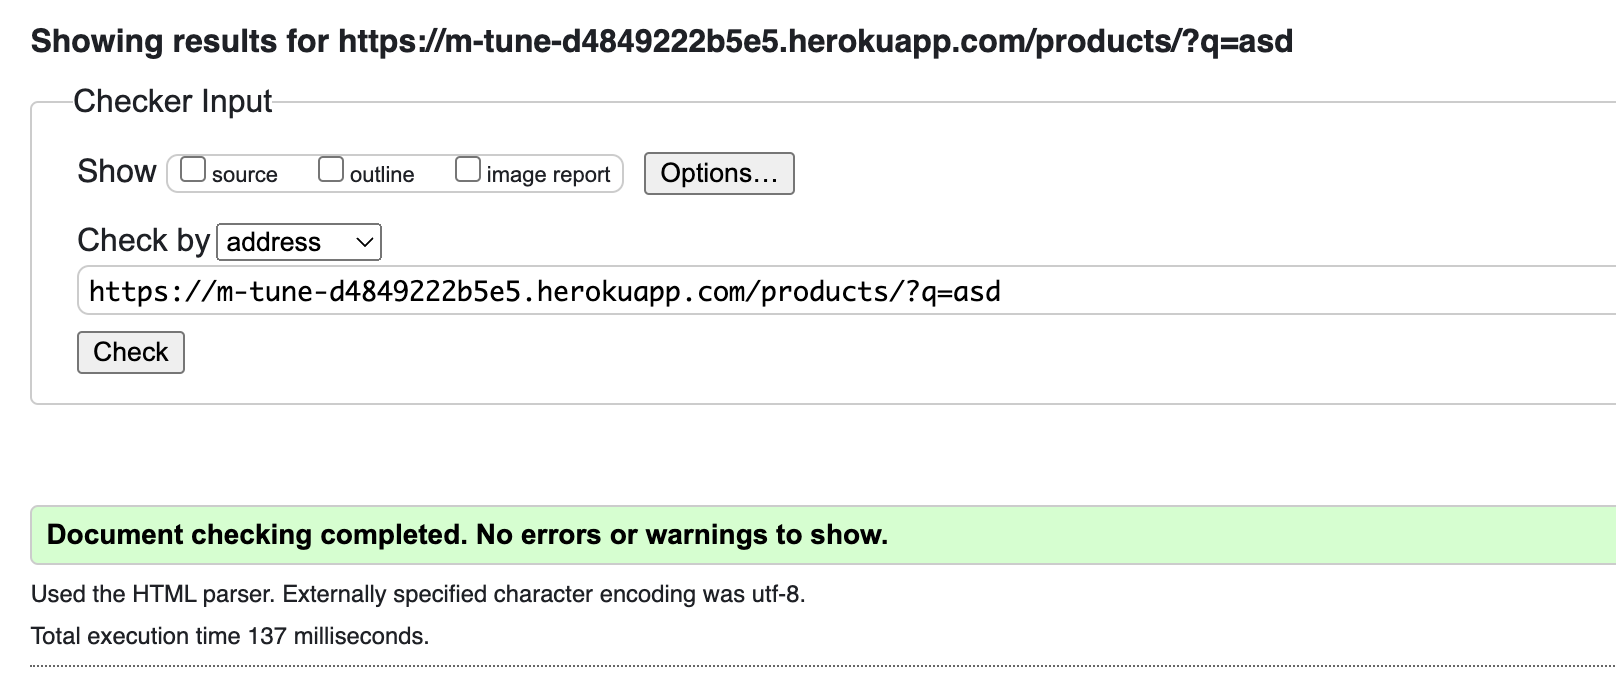 Showing results for https://m-tune-d4849222b5e5.herokuapp.com/products/?q=asd
Checker Input
Show source outline image report Options…
Check by address
https://m-tune-d4849222b5e5.herokuapp.com/products/?q=asd
Check
Document checking completed. No errors or warnings to show.
Used the HTML parser. Externally specified character encoding was utf-8.
Total execution time 137 milliseconds.